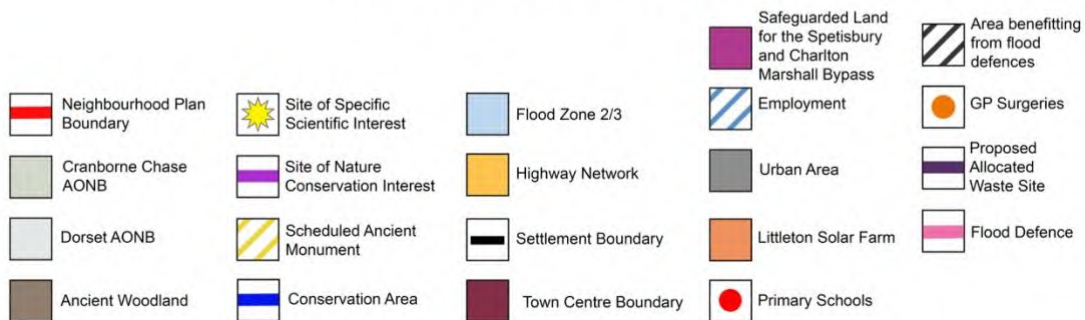 Neighbourhood Plan
Boundary
Cranborne Chase
AONB
Dorset AONB
Ancient Woodland
Site of Specific
Scientific Interest
Site of Nature
Conservation Interest
Scheduled Ancient
Monument
Conservation Area
Flood Zone 2/3
Highway Network
Settlement Boundary
Town Centre Boundary
Safeguarded Land
for the Spetisbury
and Charlton
Marshall Bypass
Employment
Urban Area
Littleton Solar Farm
Primary Schools
Area benefitting
from flood
defences
GP Surgeries
Proposed
Allocated
Waste Site
Flood Defence